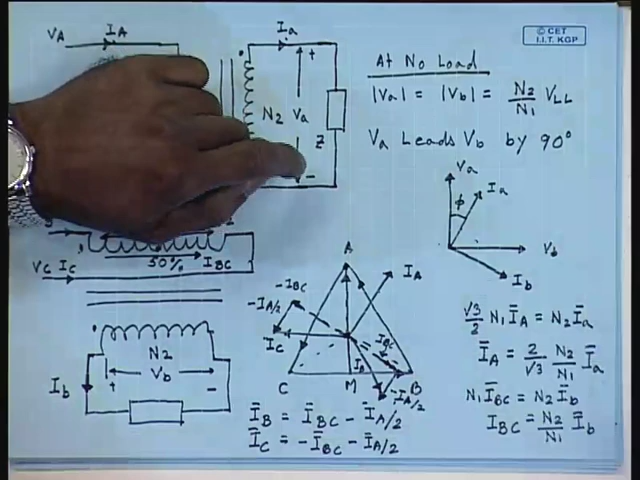 © CET
I.I.T. KGP
VA IA
Ia
+
N2 Va
Z
−
At No Load
|Va| = |Vb| = N2/N1 VLL
Va Leads Vb by 90°
Va
Ia
φ
Vb
Ib
50% IBC
VC IC
N2
Ib + Vb −
A
IA
-IBC
-IA/2
IC
IBC
IB
-IA/2
C M B
ĪB = ĪBC - ĪA/2
ĪC = -ĪBC - ĪA/2
√3/2 N1 ĪA = N2 Īa
ĪA = 2/√3 N2/N1 Īa
N1 ĪBC = N2 Īb
ĪBC = N2/N1 Īb